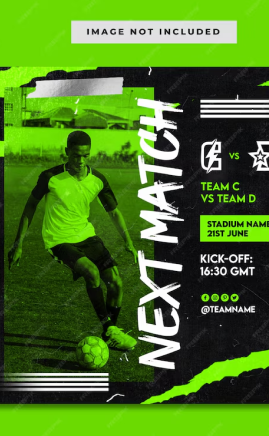 IMAGE NOT INCLUDED
NEXT MATCH
VS
TEAM C
VS TEAM D
STADIUM NAME
21ST JUNE
KICK-OFF:
16:30 GMT
@TEAMNAME